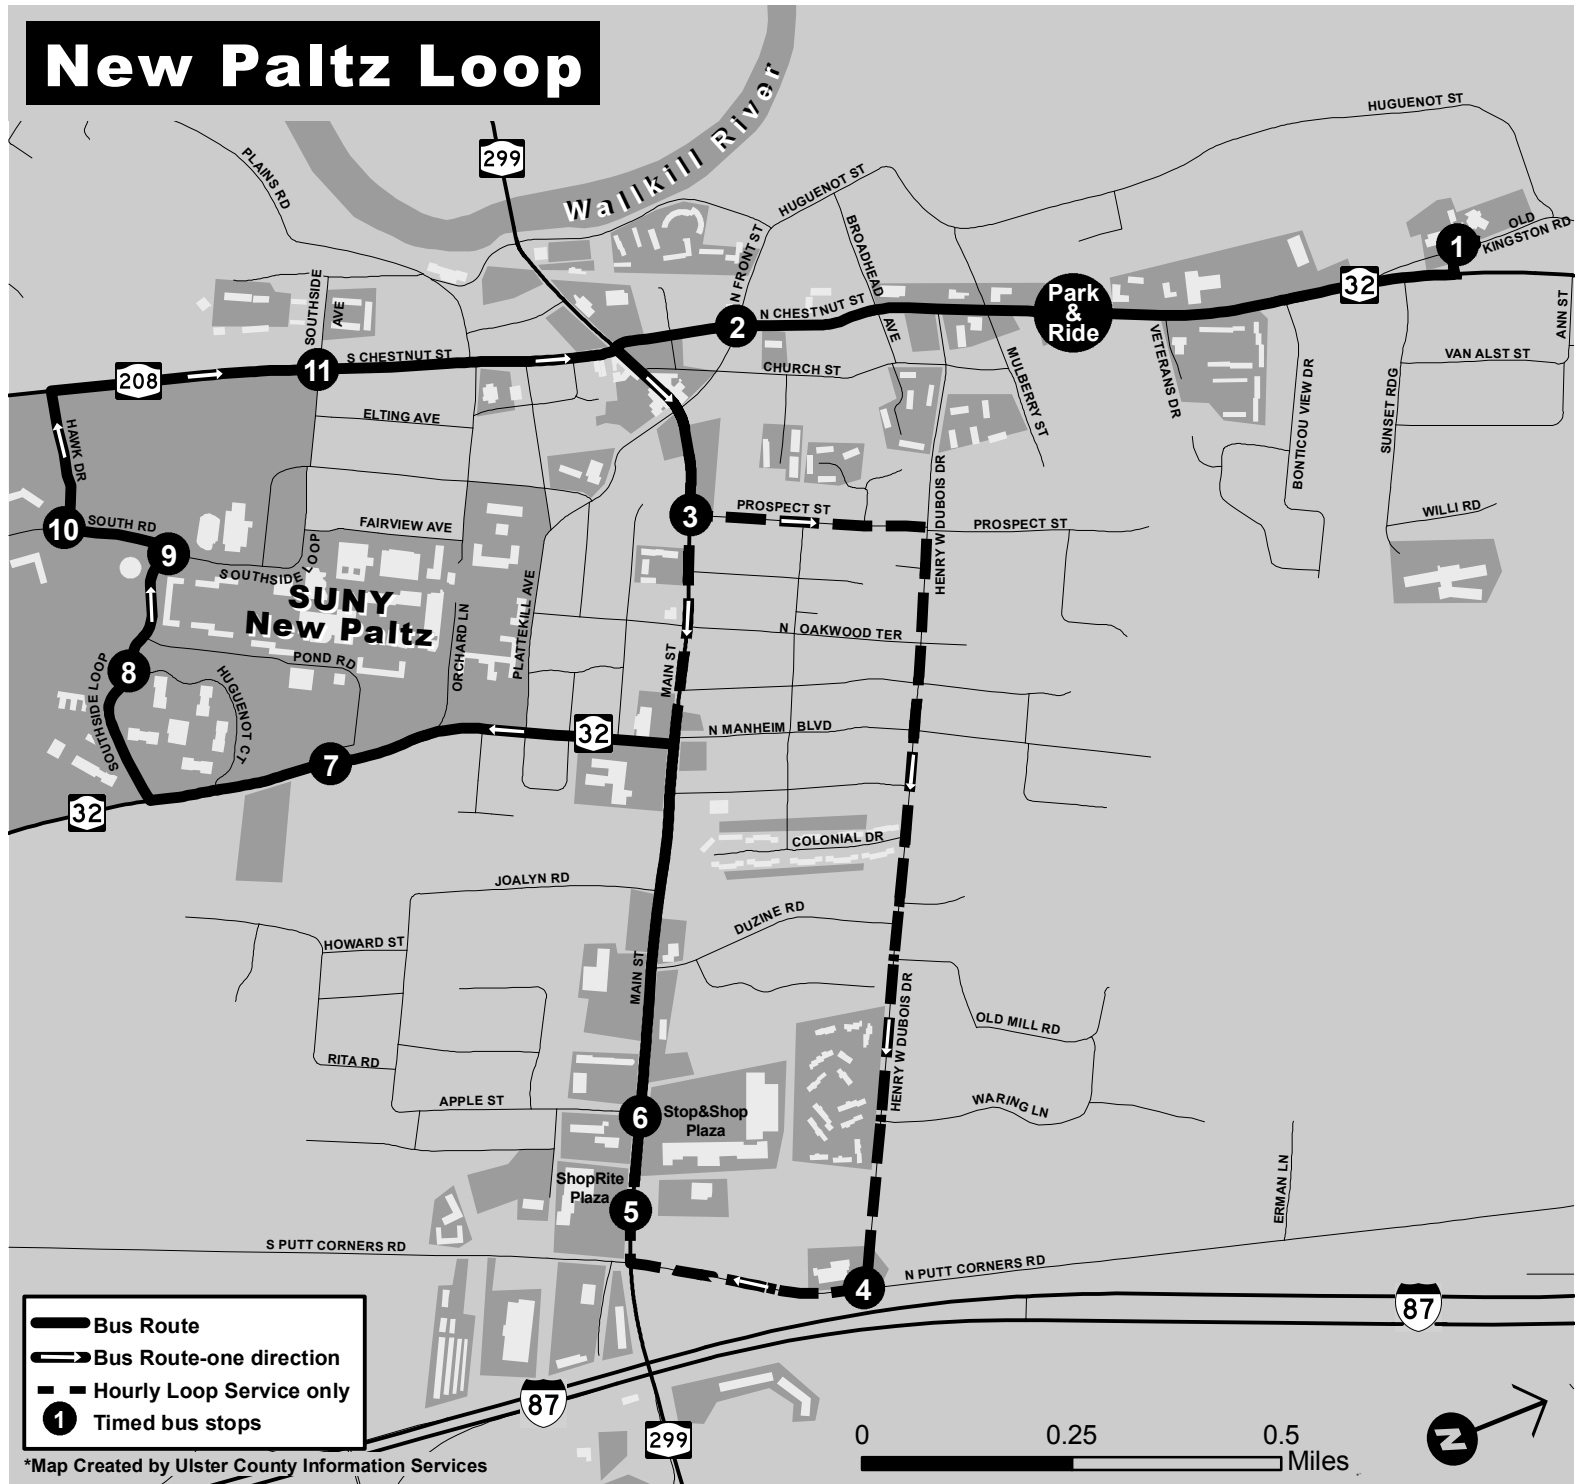 New Paltz Loop
Wallkill River
299
PLAINS RD
HUGUENOT ST
HUGUENOT ST
N FRONT ST
BROADHEAD
AVE
OLD
KINGSTON RD
1
32
Park
&
Ride
N CHESTNUT ST
2
SOUTHSIDE
AVE
S CHESTNUT ST
11
208
CHURCH ST
MULBERRY ST
VETERANS DR
BONTICOU VIEW DR
SUNSET RDG
VAN ALST ST
ANN ST
ELTING AVE
HAWK DR
HENRY W DUBOIS DR
WILLI RD
10
SOUTH RD
9
FAIRVIEW AVE
3
PROSPECT ST
PROSPECT ST
SOUTHSIDE LOOP
SUNY
New Paltz
ORCHARD LN
PLATTEKILL AVE
N OAKWOOD TER
POND RD
MAIN ST
8
SOUTHSIDE LOOP
HUGUENOT CT
32
N MANHEIM BLVD
7
32
COLONIAL DR
JOALYN RD
DUZINE RD
HOWARD ST
MAIN ST
HENRY W DUBOIS DR
OLD MILL RD
RITA RD
APPLE ST
WARING LN
6
Stop&Shop
Plaza
ShopRite
Plaza
5
ERMAN LN
S PUTT CORNERS RD
4
N PUTT CORNERS RD
87
87
299
Bus Route
Bus Route-one direction
Hourly Loop Service only
1
Timed bus stops
*Map Created by Ulster County Information Services
0 0.25 0.5
Miles
N